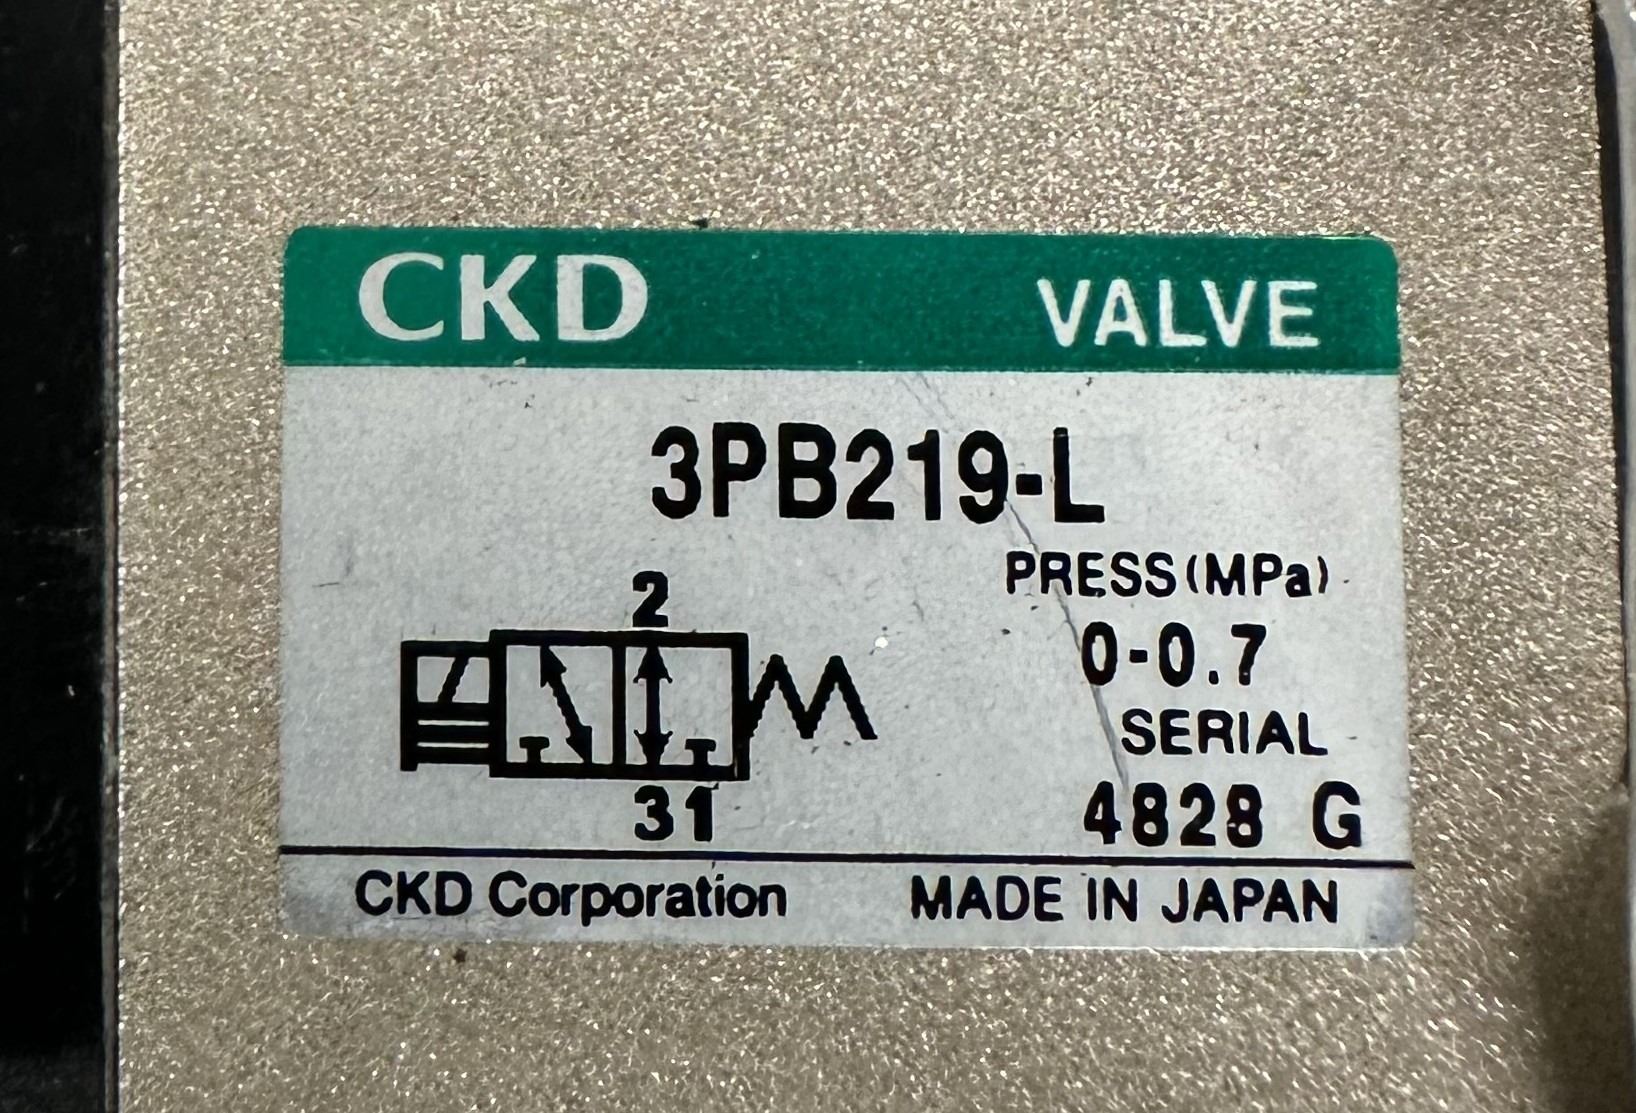 CKD VALVE
3PB219-L
PRESS(MPa)
2
0-0.7
SERIAL
31
4828 G
CKD Corporation MADE IN JAPAN